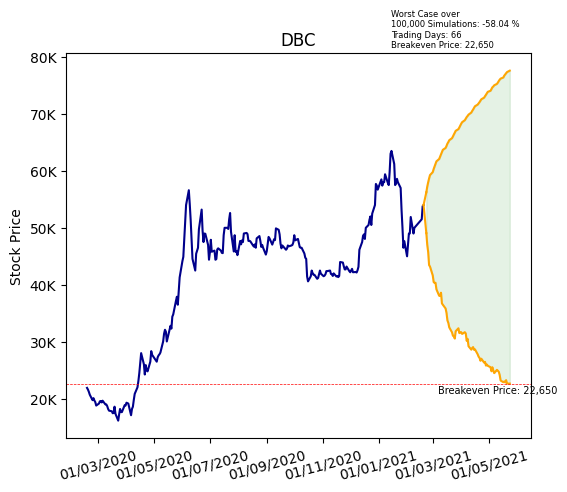 Worst Case over
100,000 Simulations: -58.04 %
Trading Days: 66
Breakeven Price: 22,650
DBC
80K
70K
60K
50K
40K
30K
20K
Stock Price
Breakeven Price: 22,650
01/03/2020
01/05/2020
01/07/2020
01/09/2020
01/11/2020
01/01/2021
01/03/2021
01/05/2021